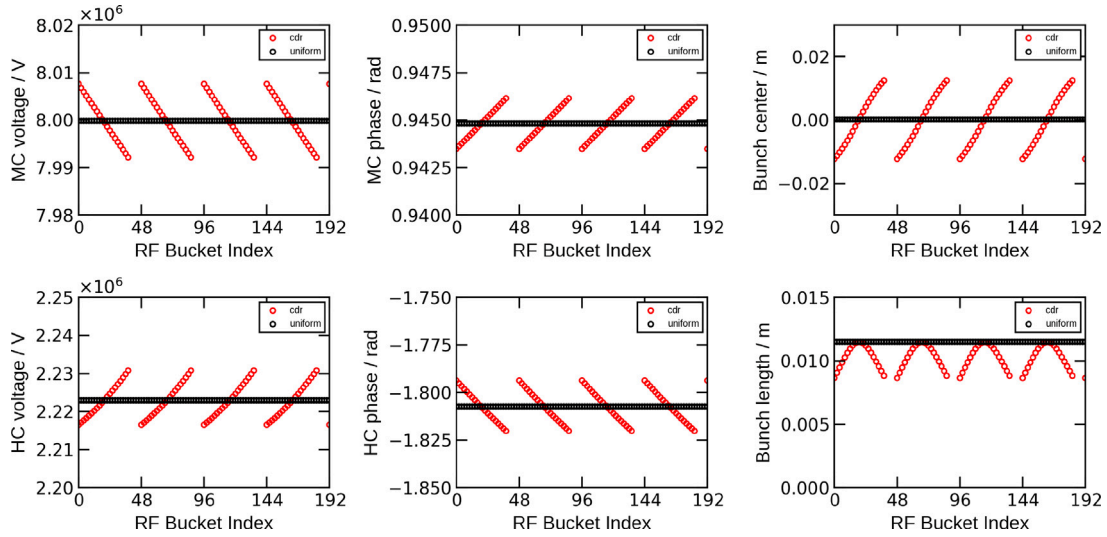 ×10⁶
8.02
8.01
8.00
7.99
7.98
MC voltage / V
cdr
uniform
0 48 96 144 192
RF Bucket Index
0.9500
0.9475
0.9450
0.9425
0.9400
MC phase / rad
cdr
uniform
0 48 96 144 192
RF Bucket Index
0.02
0.00
−0.02
Bunch center / m
cdr
uniform
0 48 96 144 192
RF Bucket Index
×10⁶
2.25
2.24
2.23
2.22
2.21
2.20
HC voltage / V
cdr
uniform
0 48 96 144 192
RF Bucket Index
−1.750
−1.775
−1.800
−1.825
−1.850
HC phase / rad
cdr
uniform
0 48 96 144 192
RF Bucket Index
0.015
0.010
0.005
0.000
Bunch length / m
cdr
uniform
0 48 96 144 192
RF Bucket Index